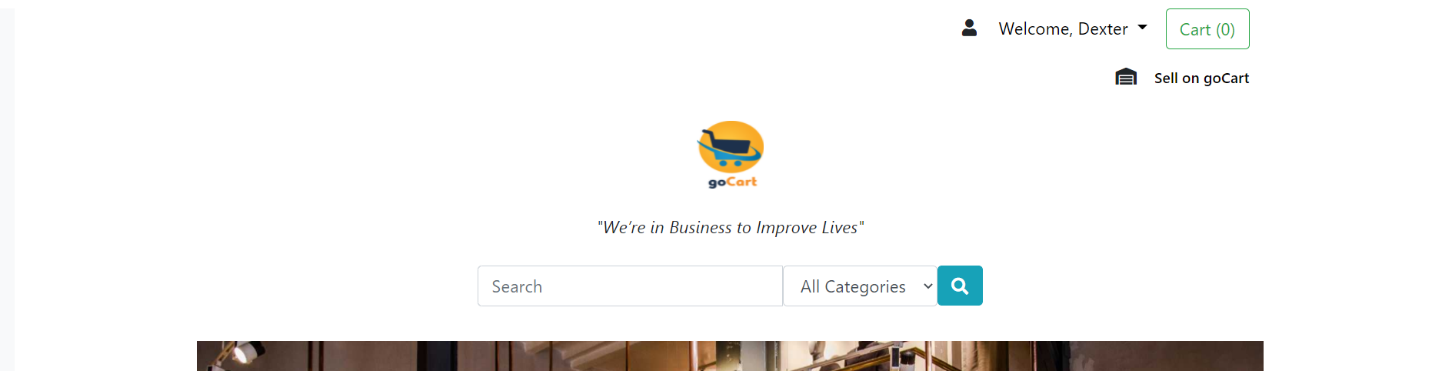 Welcome, Dexter Cart (0)
Sell on goCart
goCart
"We're in Business to Improve Lives"
Search All Categories